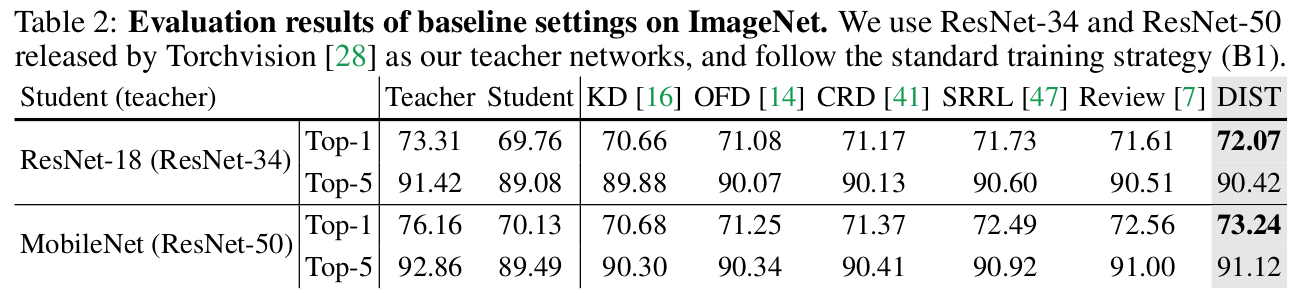 Table 2: Evaluation results of baseline settings on ImageNet. We use ResNet-34 and ResNet-50
released by Torchvision [28] as our teacher networks, and follow the standard training strategy (B1).
Student (teacher) Teacher Student KD [16] OFD [14] CRD [41] SRRL [47] Review [7] DIST
ResNet-18 (ResNet-34) Top-1 73.31 69.76 70.66 71.08 71.17 71.73 71.61 72.07
Top-5 91.42 89.08 89.88 90.07 90.13 90.60 90.51 90.42
MobileNet (ResNet-50) Top-1 76.16 70.13 70.68 71.25 71.37 72.49 72.56 73.24
Top-5 92.86 89.49 90.30 90.34 90.41 90.92 91.00 91.12